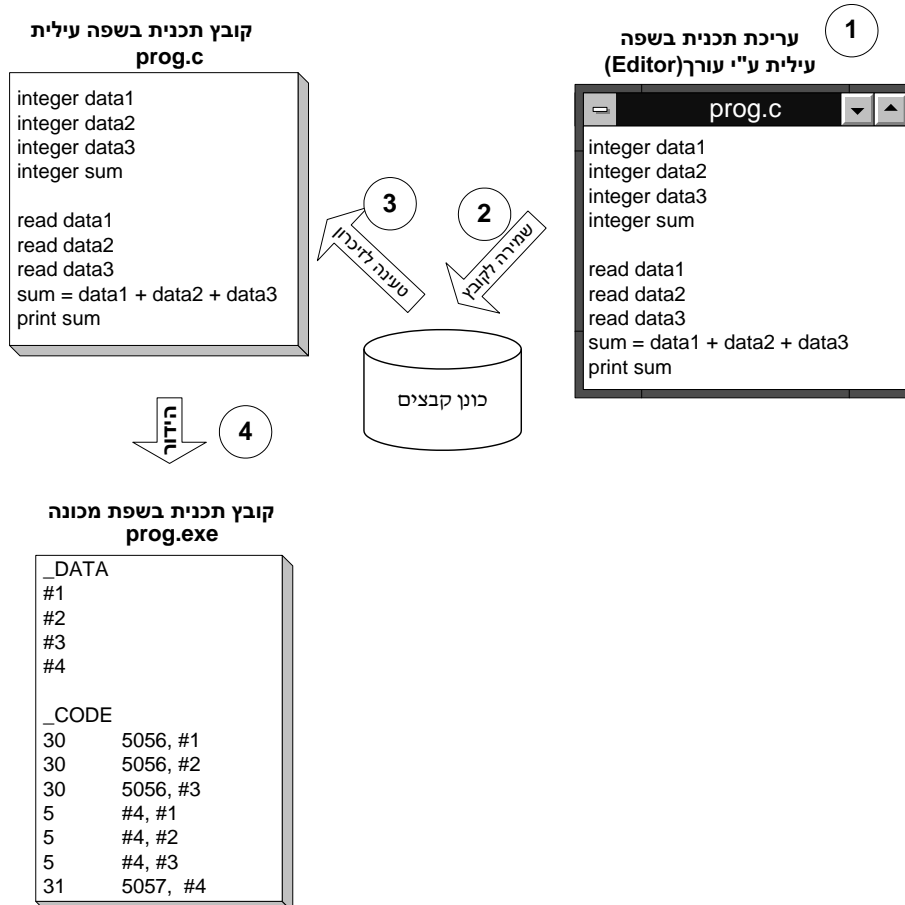 1
עריכת תכנית בשפה
עילית ע"י עורך(Editor)
prog.c
integer data1
integer data2
integer data3
integer sum
read data1
read data2
read data3
sum = data1 + data2 + data3
print sum
2
שמירה לקובץ
כונן קבצים
3
טעינה לזיכרון
קובץ תכנית בשפה עילית
prog.c
integer data1
integer data2
integer data3
integer sum
read data1
read data2
read data3
sum = data1 + data2 + data3
print sum
הידור
4
קובץ תכנית בשפת מכונה
prog.exe
_DATA
#1
#2
#3
#4
_CODE
30 5056, #1
30 5056, #2
30 5056, #3
5 #4, #1
5 #4, #2
5 #4, #3
31 5057, #4